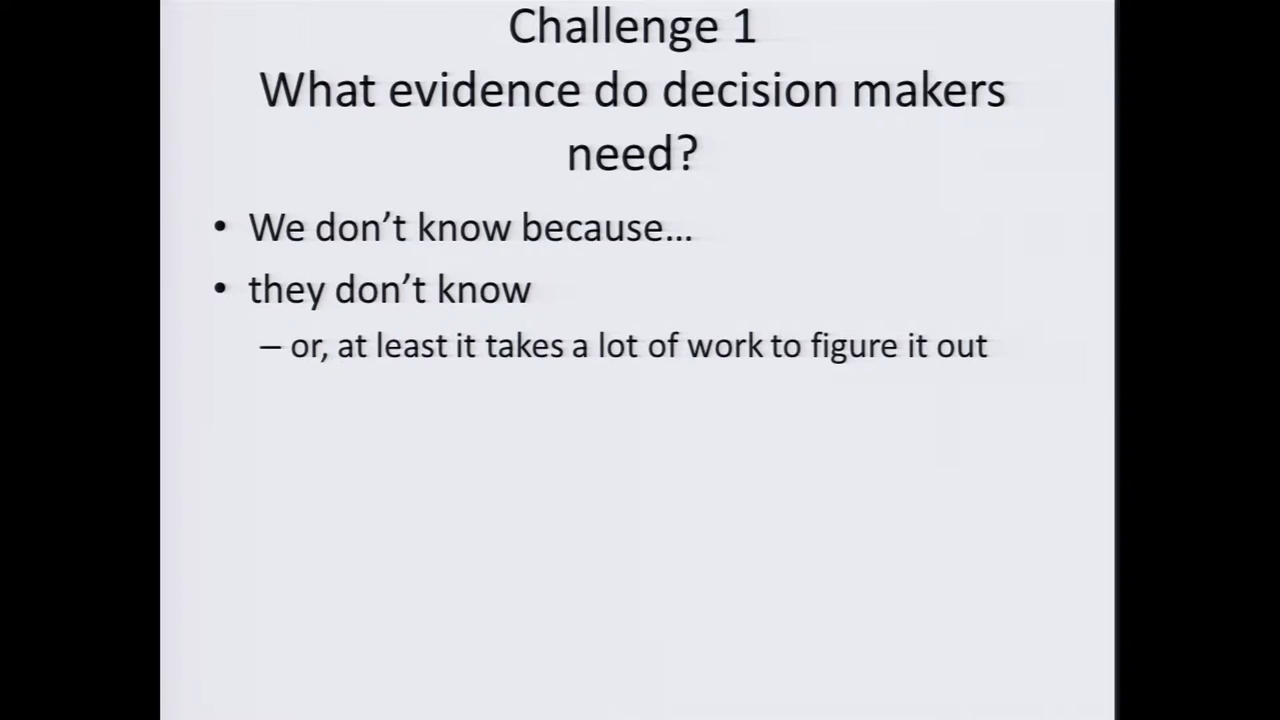 Challenge 1
What evidence do decision makers
need?
• We don’t know because…
• they don’t know
– or, at least it takes a lot of work to figure it out